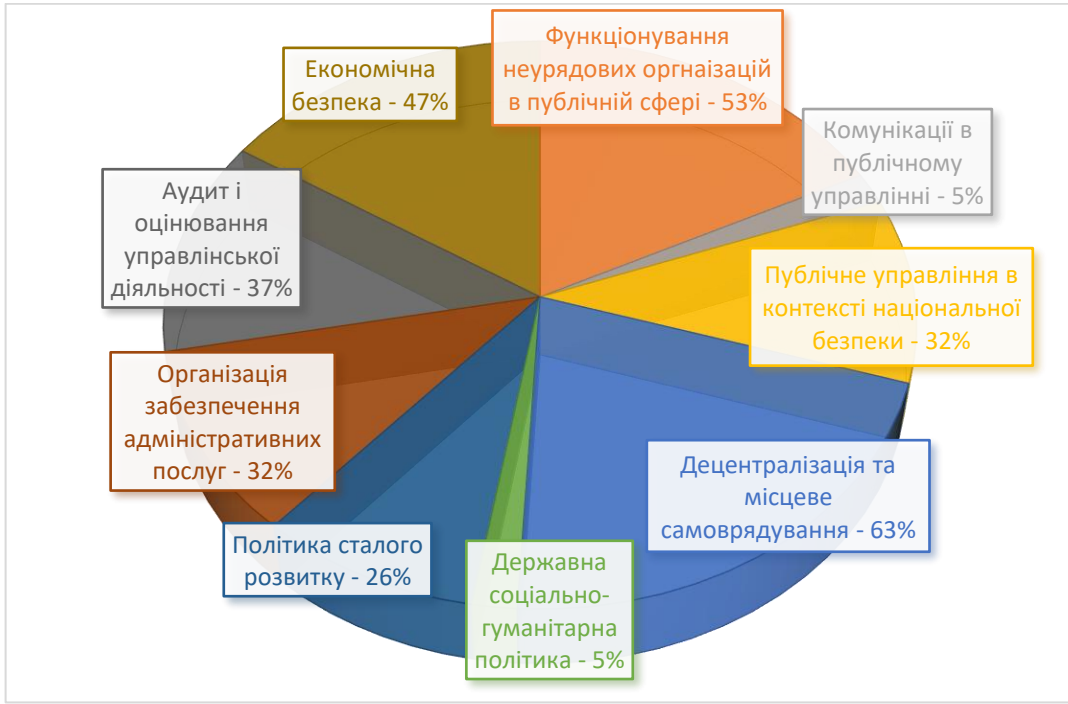 Функціонування
неурядових оргнаізацій
в публічній сфері - 53%
Комунікації в
публічному
управлінні - 5%
Публічне управління в
контексті національної
безпеки - 32%
Децентралізація та
місцеве
самоврядування - 63%
Державна
соціально-
гуманітарна
політика - 5%
Політика сталого
розвитку - 26%
Організація
забезпечення
адміністративних
послуг - 32%
Аудит і
оцінювання
управлінської
діяльності - 37%
Економічна
безпека - 47%